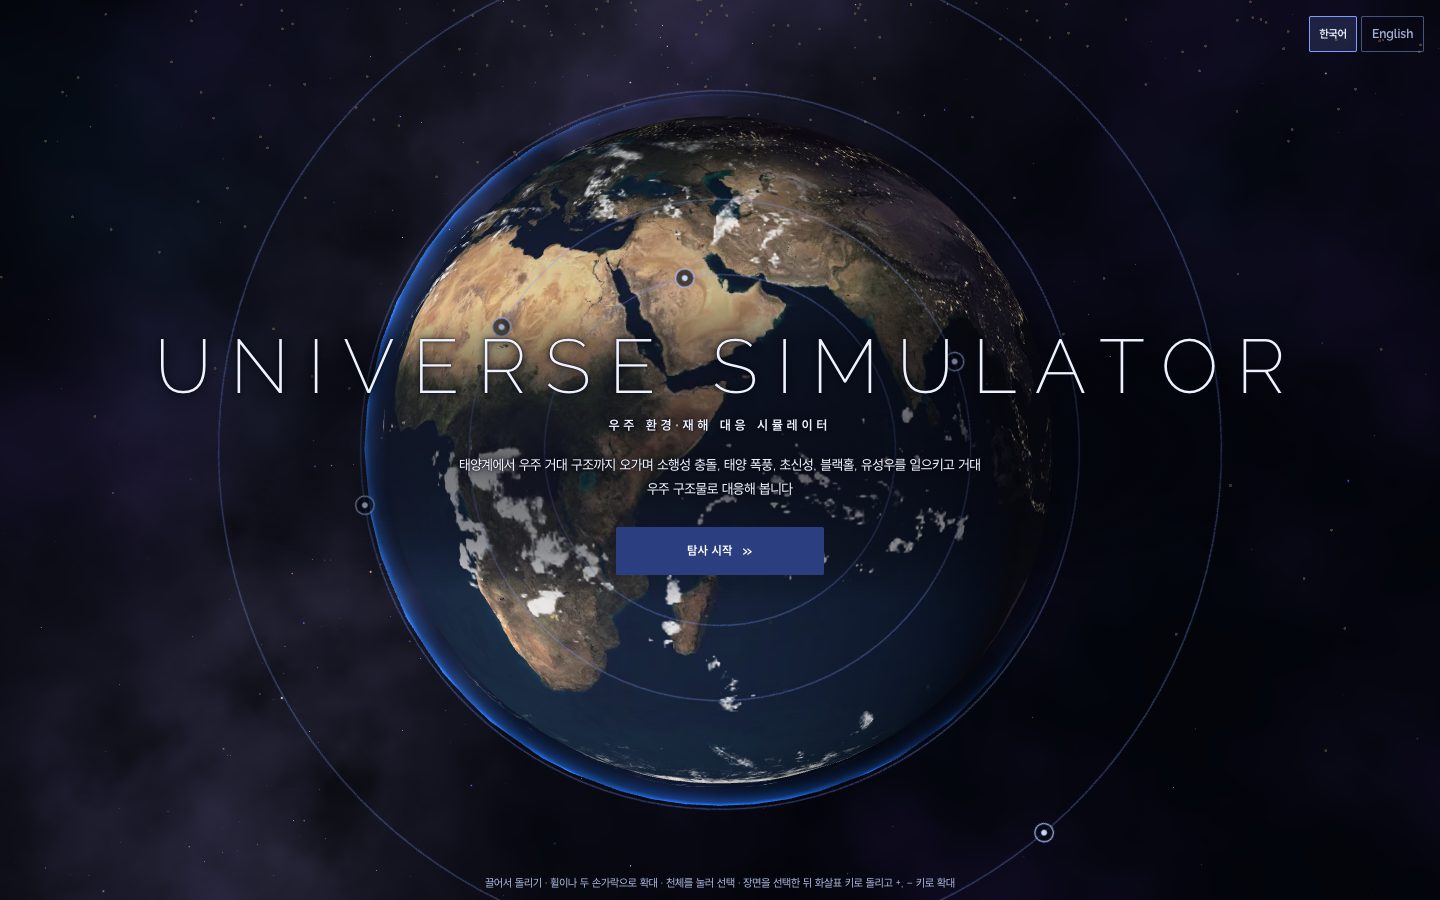 한국어 English
UNIVERSE SIMULATOR
우주 환경·재해 대응 시뮬레이터
태양계에서 우주 거대 구조까지 오가며 소행성 충돌, 태양 폭풍, 초신성, 블랙홀, 유성우를 일으키고 거대
우주 구조물로 대응해 봅니다
탐사 시작 »
끌어서 돌리기 · 휠이나 두 손가락으로 확대 · 천체를 눌러 선택 · 장면을 선택한 뒤 화살표 키로 돌리고 +, − 키로 확대